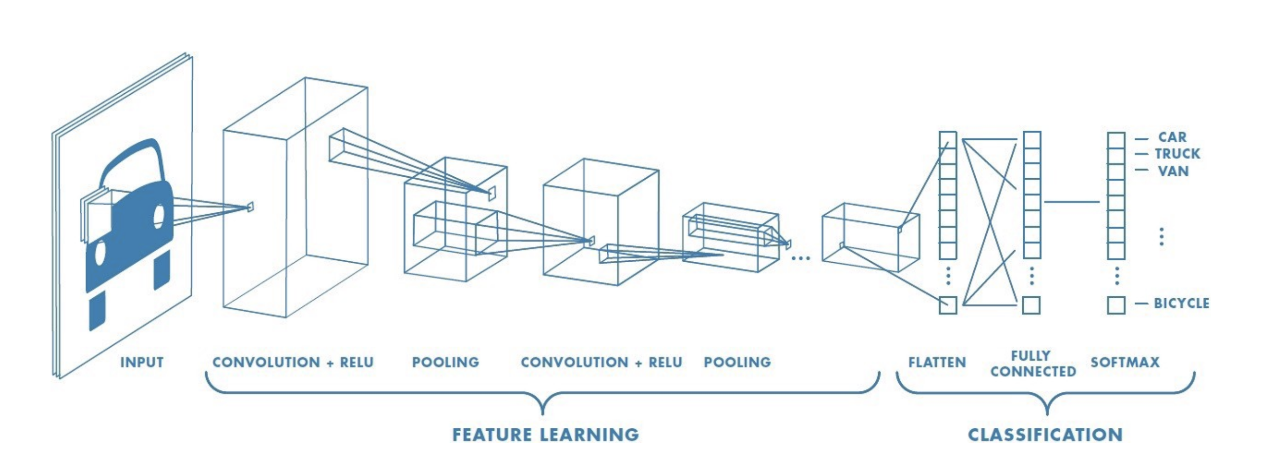 CAR
TRUCK
VAN
BICYCLE
INPUT
CONVOLUTION + RELU
POOLING
CONVOLUTION + RELU
POOLING
FLATTEN
FULLY
CONNECTED
SOFTMAX
FEATURE LEARNING
CLASSIFICATION